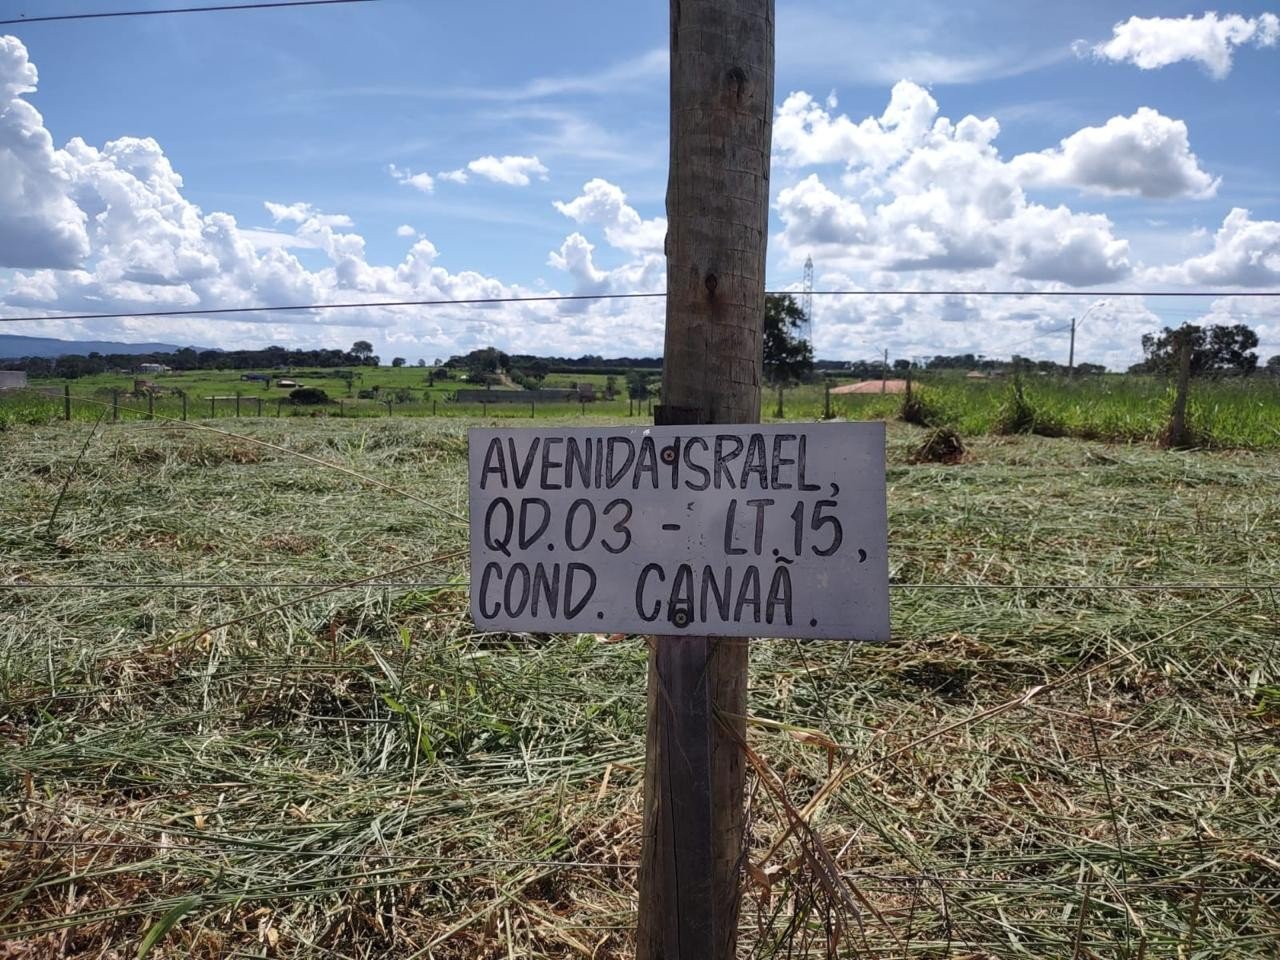 AVENIDA ISRAEL,
QD.03 - LT.15,
COND. CANAÃ.